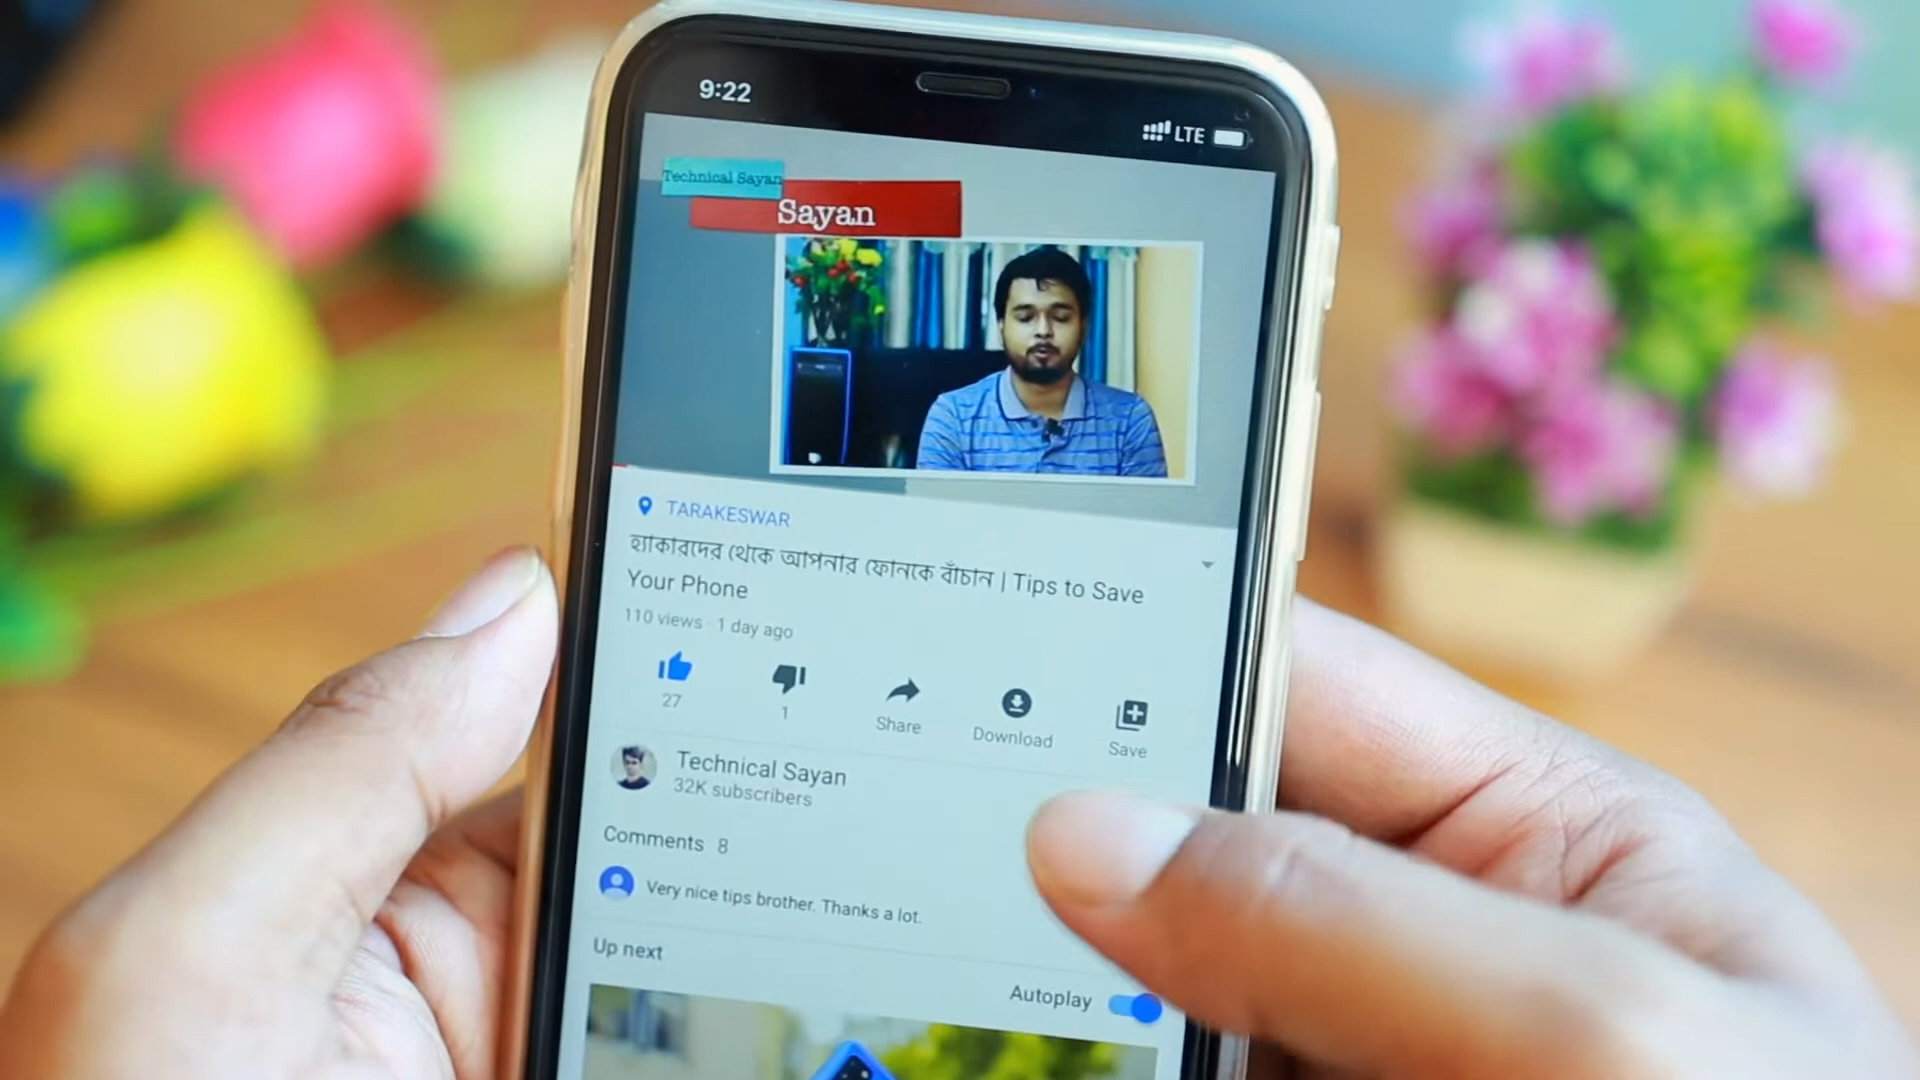 9:22
LTE
Technical Sayan
Sayan
TARAKESWAR
হ্যাকারদের থেকে আপনার ফোনকে বাঁচান | Tips to Save
Your Phone
110 views · 1 day ago
27
1
Share
Download
Save
Technical Sayan
32K subscribers
Comments 8
Very nice tips brother. Thanks a lot.
Up next
Autoplay